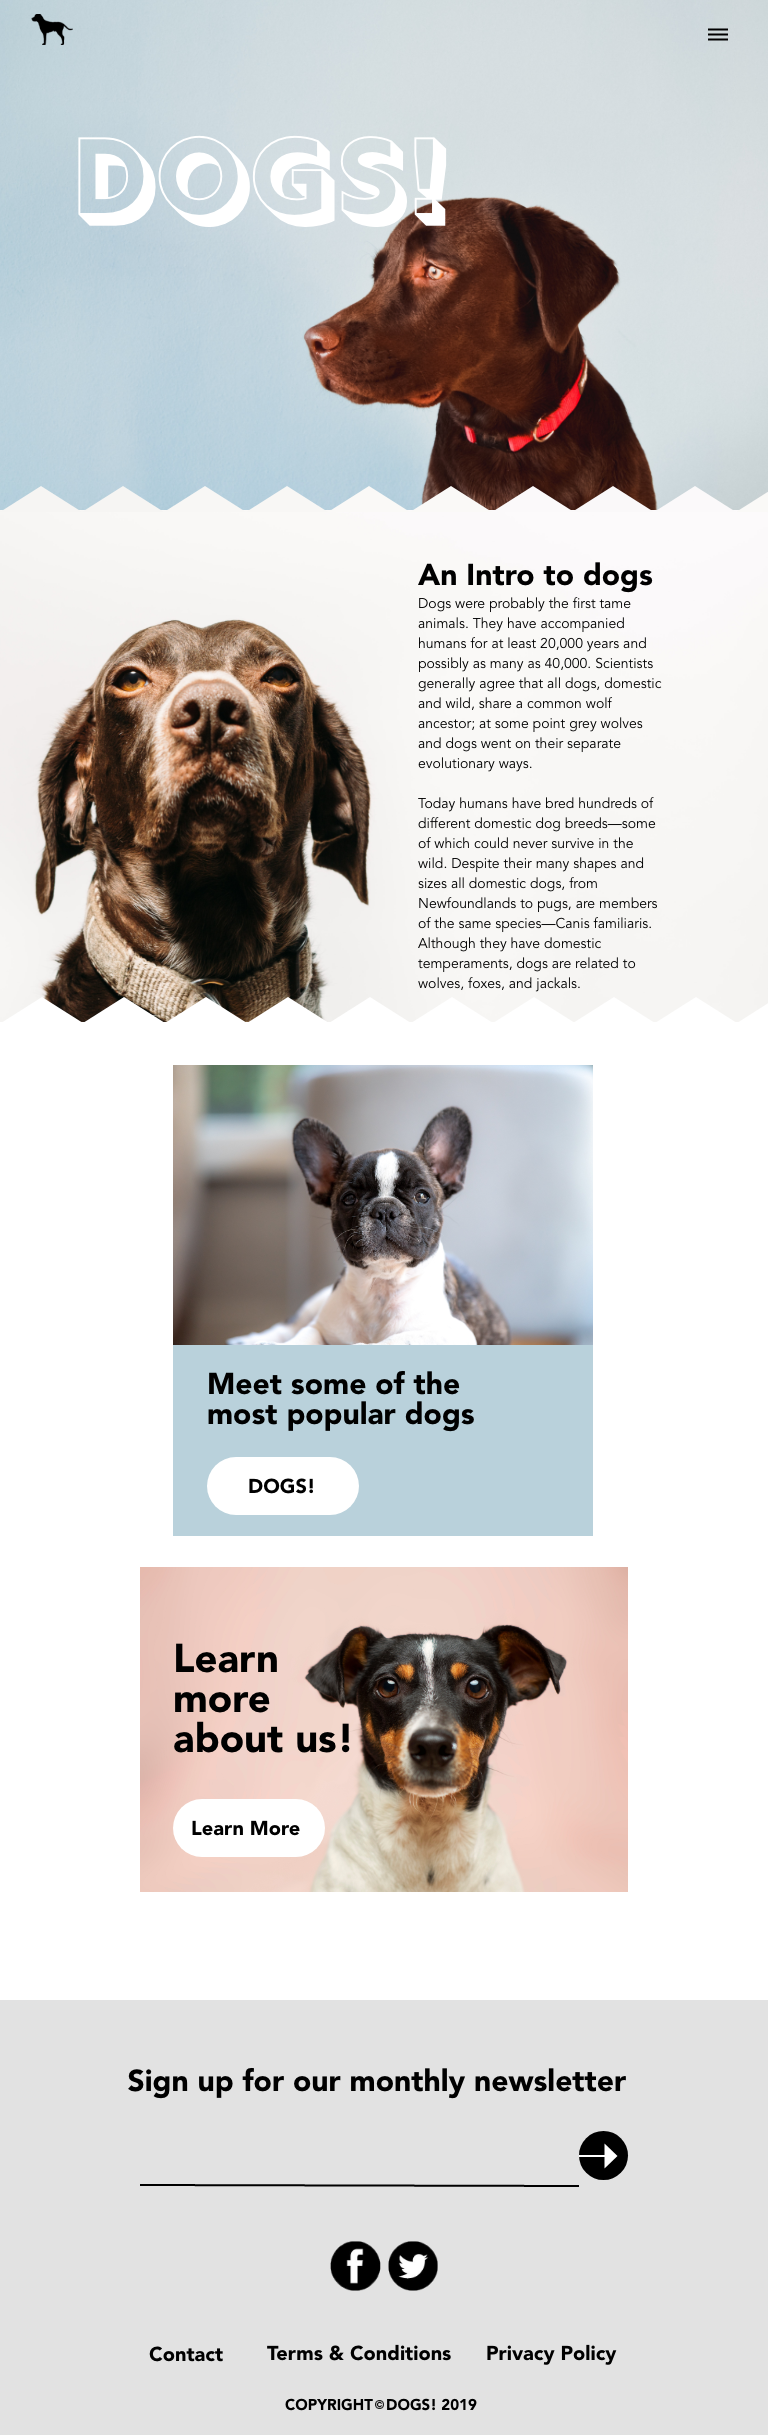 DOGS!
An Intro to dogs
Dogs were probably the first tame
animals. They have accompanied
humans for at least 20,000 years and
possibly as many as 40,000. Scientists
generally agree that all dogs, domestic
and wild, share a common wolf
ancestor; at some point grey wolves
and dogs went on their separate
evolutionary ways.
Today humans have bred hundreds of
different domestic dog breeds—some
of which could never survive in the
wild. Despite their many shapes and
sizes all domestic dogs, from
Newfoundlands to pugs, are members
of the same species—Canis familiaris.
Although they have domestic
temperaments, dogs are related to
wolves, foxes, and jackals.
Meet some of the
most popular dogs
DOGS!
Learn
more
about us!
Learn More
Sign up for our monthly newsletter
Contact Terms & Conditions Privacy Policy
COPYRIGHT©DOGS! 2019